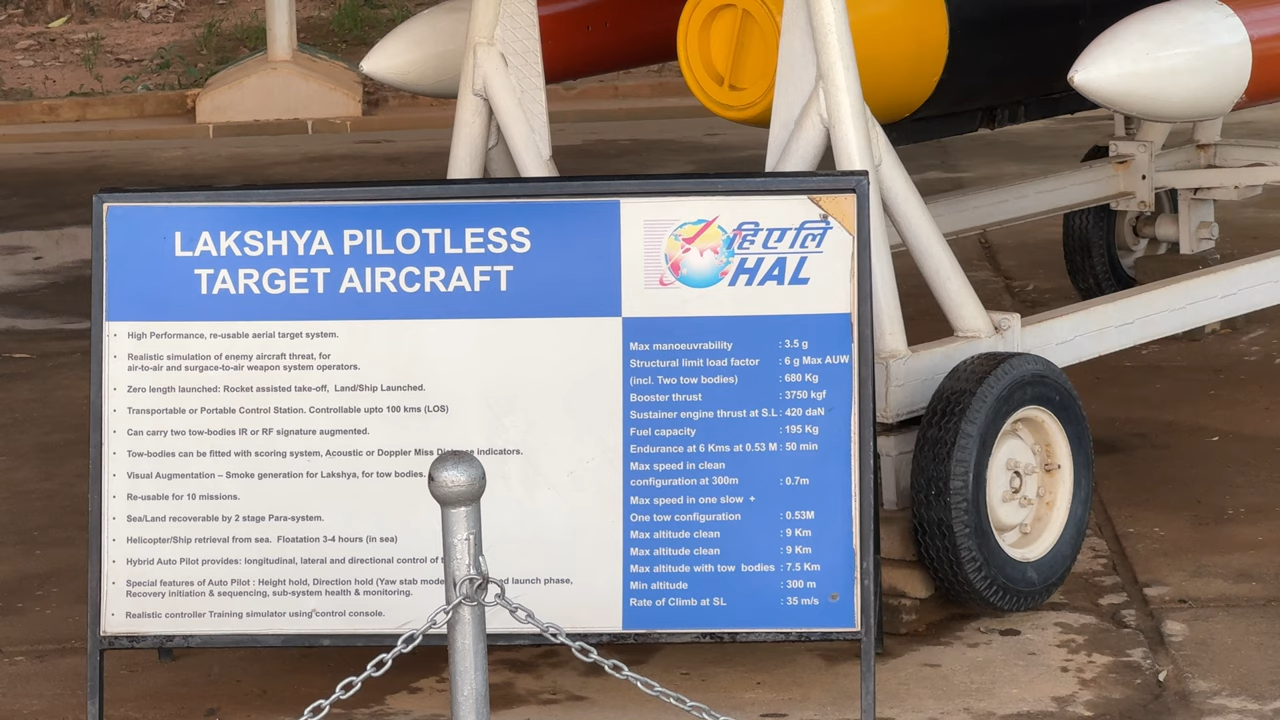 LAKSHYA PILOTLESS
TARGET AIRCRAFT
हिएलि
HAL
• High Performance, re-usable aerial target system.
• Realistic simulation of enemy aircraft threat, for
air-to-air and surgace-to-air weapon system operators.
• Zero length launched: Rocket assisted take-off, Land/Ship Launched.
• Transportable or Portable Control Station. Controllable upto 100 kms (LOS)
• Can carry two tow-bodies IR or RF signature augmented.
• Tow-bodies can be fitted with scoring system, Acoustic or Doppler Miss indicators.
• Visual Augmentation – Smoke generation for Lakshya, for tow bodies.
• Re-usable for 10 missions.
• Sea/Land recoverable by 2 stage Para-system.
• Helicopter/Ship retrieval from sea. Floatation 3-4 hours (in sea)
• Hybrid Auto Pilot provides: longitudinal, lateral and directional control of
• Special features of Auto Pilot : Height hold, Direction hold (Yaw stab mode launch phase,
Recovery initiation & sequencing, sub-system health & monitoring.
• Realistic controller Training simulator using control console.
Max manoeuvrability : 3.5 g
Structural limit load factor : 6 g Max AUW
(incl. Two tow bodies) : 680 Kg
Booster thrust : 3750 kgf
Sustainer engine thrust at S.L : 420 daN
Fuel capacity : 195 Kg
Endurance at 6 Kms at 0.53 M : 50 min
Max speed in clean
configuration at 300m : 0.7m
Max speed in one slow +
One tow configuration : 0.53M
Max altitude clean : 9 Km
Max altitude clean : 9 Km
Max altitude with tow bodies : 7.5 Km
Min altitude : 300 m
Rate of Climb at SL : 35 m/s